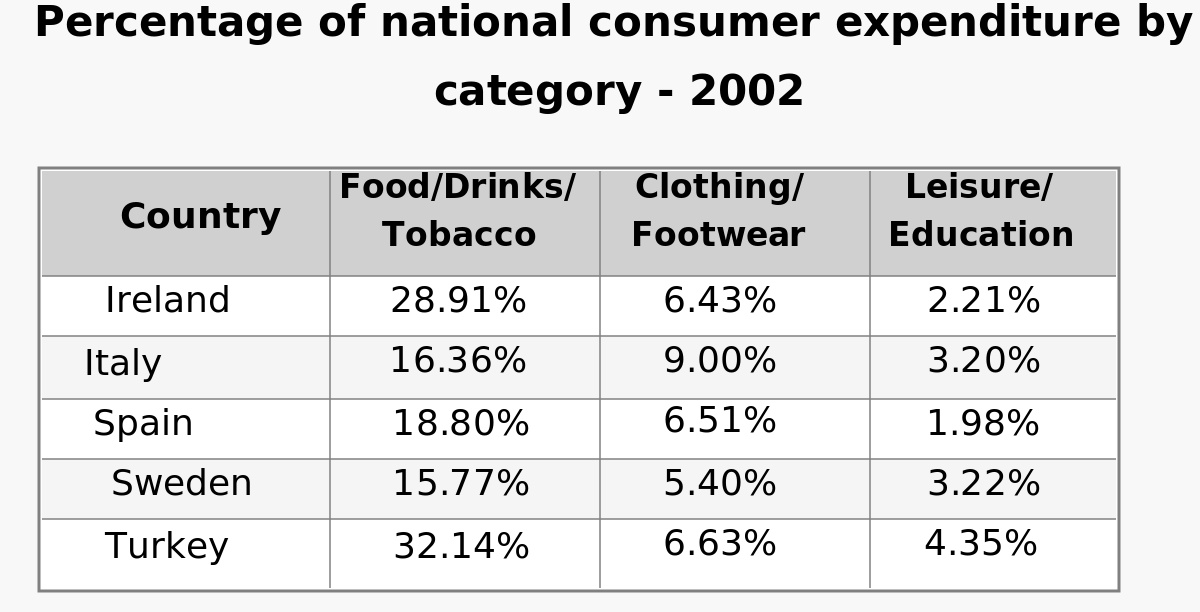 Percentage of national consumer expenditure by
category - 2002
Country Food/Drinks/ Clothing/ Leisure/
Tobacco Footwear Education
Ireland 28.91% 6.43% 2.21%
Italy 16.36% 9.00% 3.20%
Spain 18.80% 6.51% 1.98%
Sweden 15.77% 5.40% 3.22%
Turkey 32.14% 6.63% 4.35%